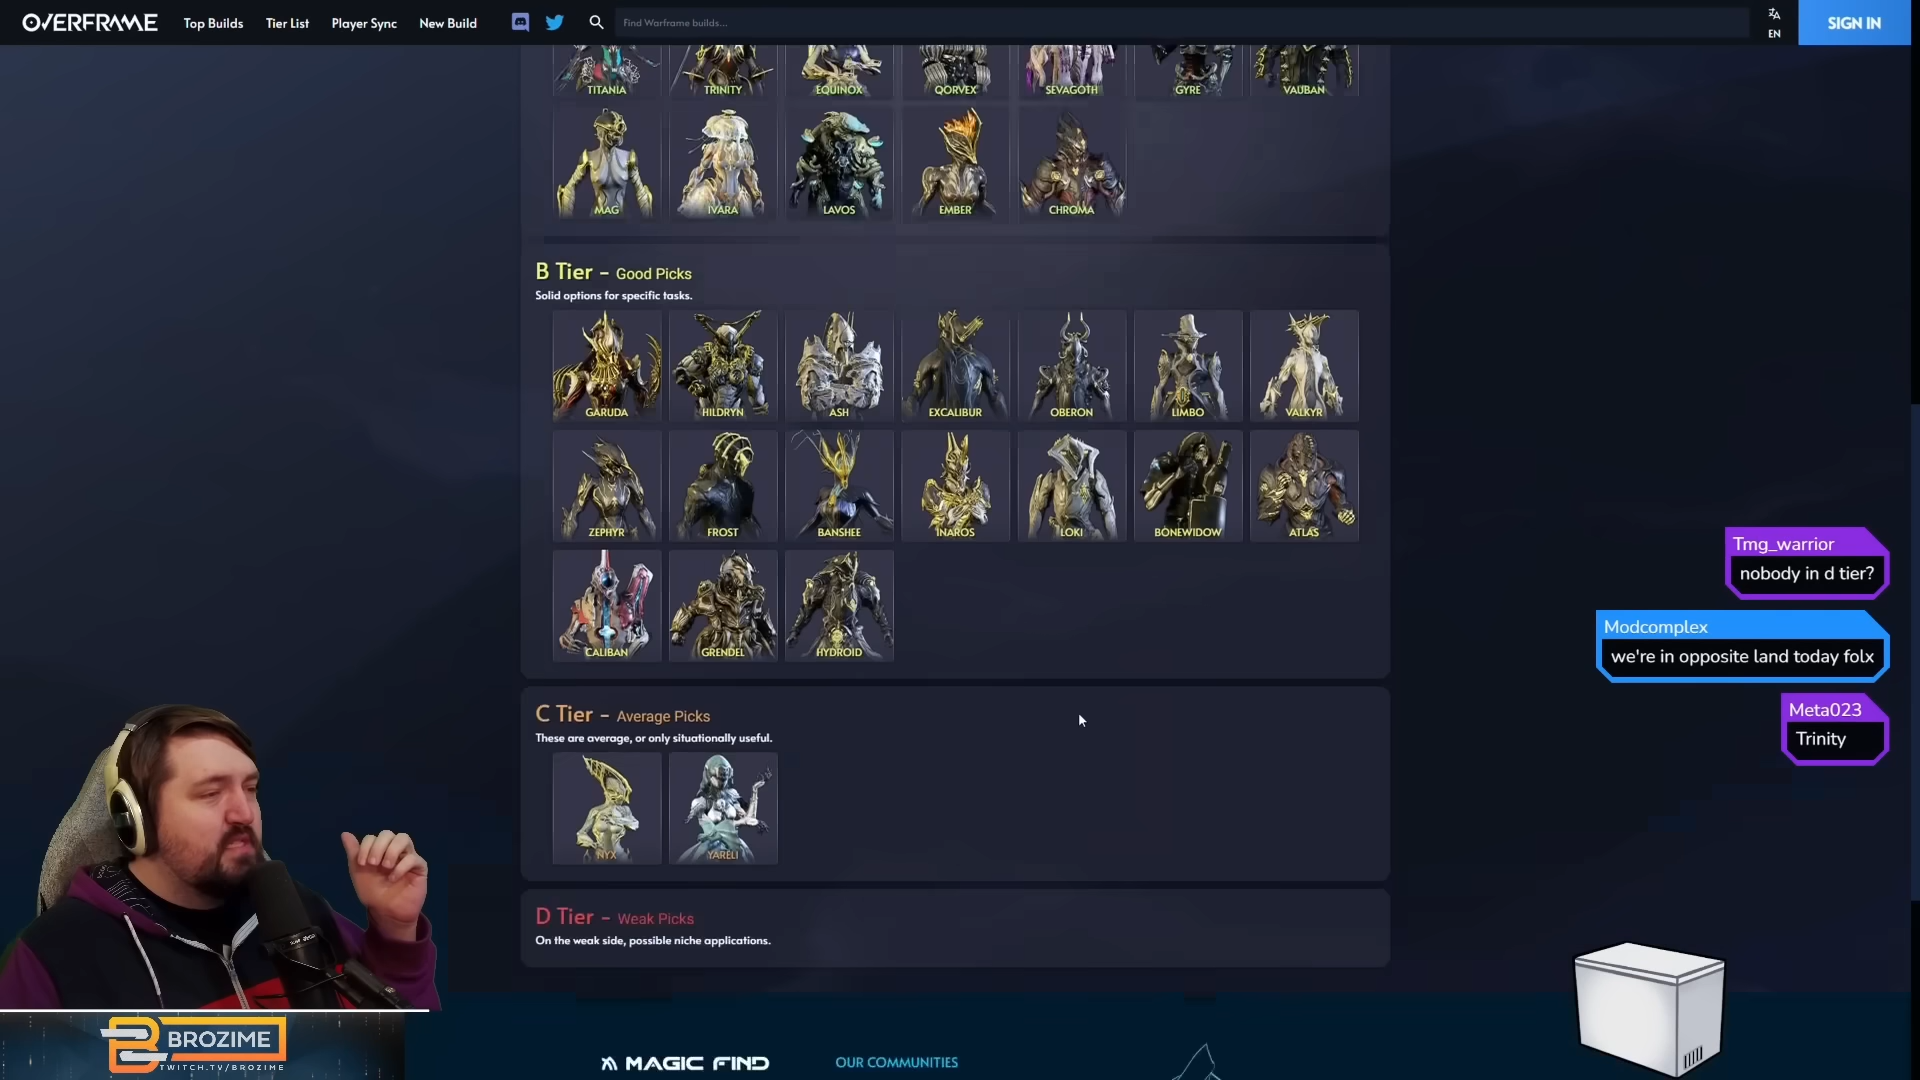 OVERFRAME Top Builds Tier List Player Sync New Build Find Warframe builds... EN SIGN IN
TITANIA TRINITY EQUINOX QORVEX SEVAGOTH GYRE VAUBAN
MAG IVARA LAVOS EMBER CHROMA
B Tier - Good Picks
Solid options for specific tasks.
GARUDA HILDRYN ASH EXCALIBUR OBERON LIMBO VALKYR
ZEPHYR FROST BANSHEE INAROS LOKI BONEWIDOW ATLAS
CALIBAN GRENDEL HYDROID
C Tier - Average Picks
These are average, or only situationally useful.
NYX YARELI
D Tier - Weak Picks
On the weak side, possible niche applications.
MAGIC FIND OUR COMMUNITIES
Tmg_warrior
nobody in d tier?
Modcomplex
we're in opposite land today folx
Meta023
Trinity
BROZIME
TWITCH.TV/BROZIME